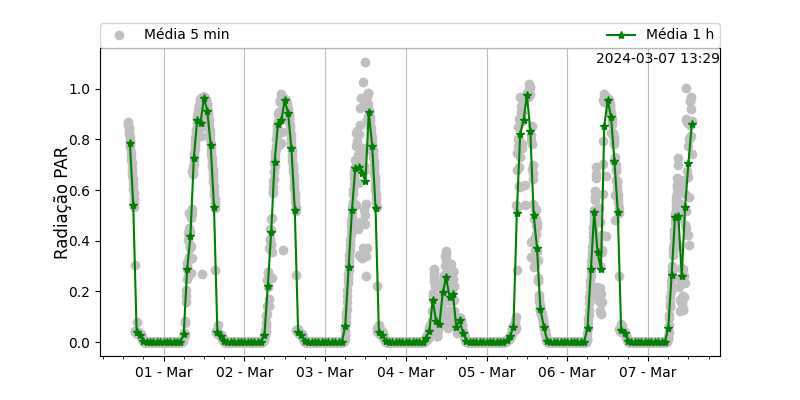 Média 5 min
Média 1 h
2024-03-07 13:29
Radiação PAR
1.0
0.8
0.6
0.4
0.2
0.0
01 - Mar
02 - Mar
03 - Mar
04 - Mar
05 - Mar
06 - Mar
07 - Mar